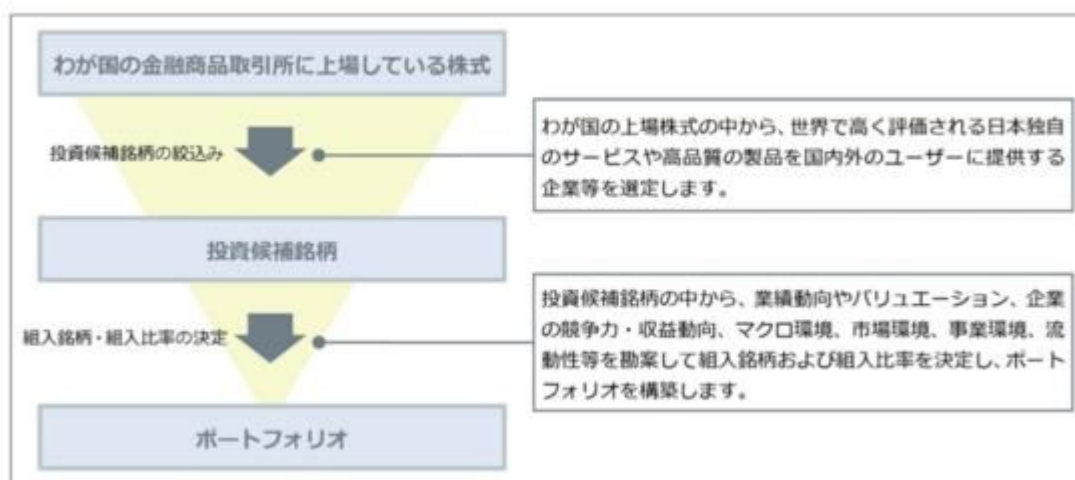 わが国の金融商品取引所に上場している株式
投資候補銘柄の絞込み
わが国の上場株式の中から、世界で高く評価される日本独自
のサービスや高品質の製品を国内外のユーザーに提供する
企業等を選定します。
投資候補銘柄
組入銘柄・組入比率の決定
投資候補銘柄の中から、業績動向やバリュエーション、企業
の競争力・収益動向、マクロ環境、市場環境、事業環境、流
動性等を勘案して組入銘柄および組入比率を決定し、ポート
フォリオを構築します。
ポートフォリオ